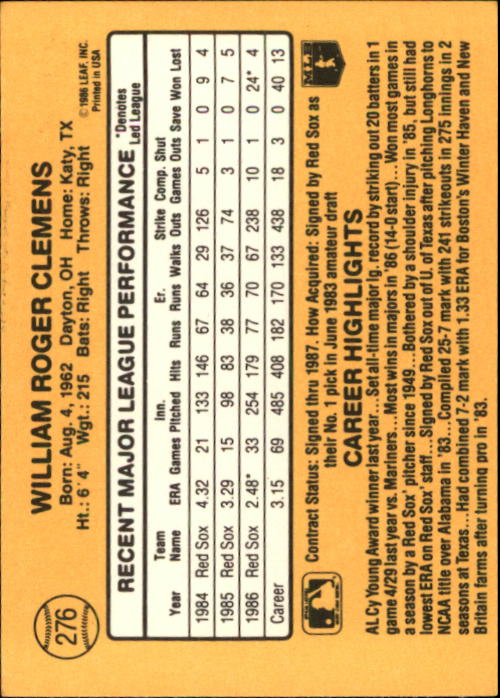 276
WILLIAM ROGER CLEMENS
Born: Aug. 4, 1962 Dayton, OH Home: Katy, TX
Ht.: 6'4" Wgt.: 215 Bats: Right Throws: Right
© 1986 LEAF, INC.
Printed in USA
RECENT MAJOR LEAGUE PERFORMANCE
*Denotes
Led League
Year Team Name ERA Games Inn. Pitched Hits Runs Er. Runs Walks Strike Outs Comp. Games Shut Outs Save Won Lost
1984 Red Sox 4.32 21 133 146 67 64 29 126 5 1 0 9 4
1985 Red Sox 3.29 15 98 83 38 36 37 74 3 1 0 7 5
1986 Red Sox 2.48* 33 254 179 77 70 67 238 10 1 0 24* 4
Career 3.15 69 485 408 182 170 133 438 18 3 0 40 13
Contract Status: Signed thru 1987. How Acquired: Signed by Red Sox as
their No. 1 pick in June 1983 amateur draft
CAREER HIGHLIGHTS
AL Cy Young Award winner last year...Set all-time major lg. record by striking out 20 batters in 1
game 4/29 last year vs. Mariners...Most wins in majors in '86 (14-0 start)...Won most games in
a season by a Red Sox pitcher since 1949...Bothered by a shoulder injury in '85, but still had
lowest ERA on Red Sox' staff...Signed by Red Sox out of U. of Texas after pitching Longhorns to
NCAA title over Alabama in '83...Compiled 25-7 mark with 241 strikeouts in 275 innings in 2
seasons at Texas...Had combined 7-2 mark with 1.33 ERA for Boston's Winter Haven and New
Britain farms after turning pro in '83.